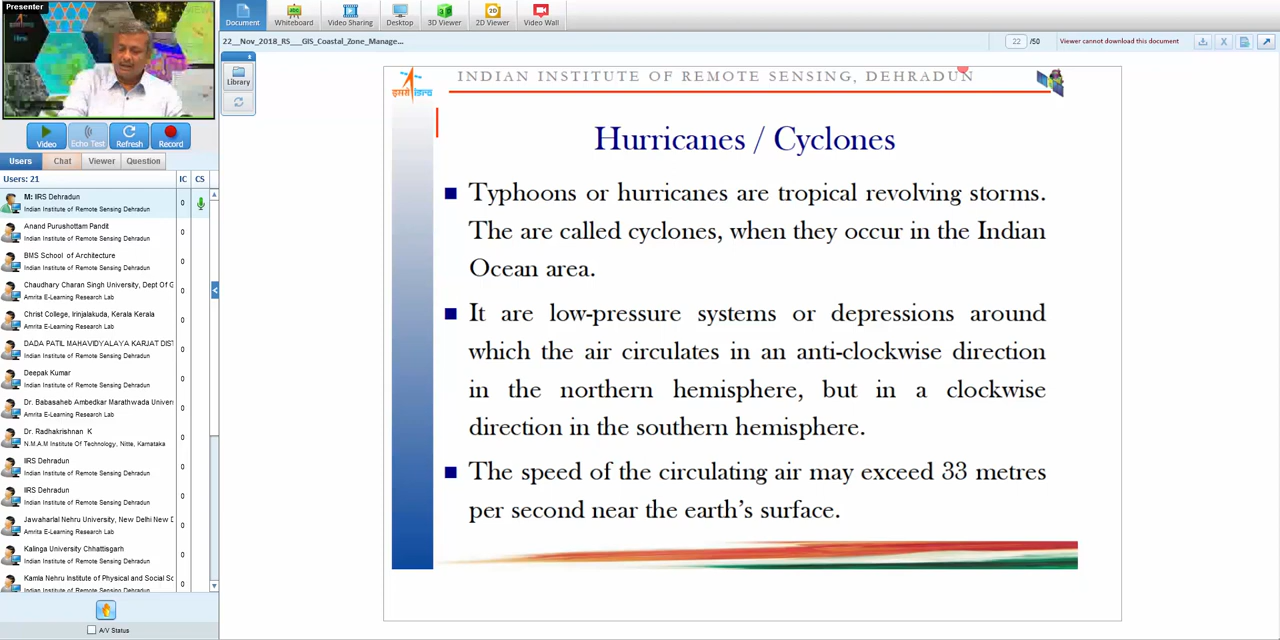 Presenter
Document
Whiteboard
Video Sharing
Desktop
3D Viewer
2D Viewer
Video Wall
22__Nov_2018_RS___GIS_Coastal_Zone_Manage...
22 /50
Viewer cannot download this document
Library
Video
Echo Test
Refresh
Record
Users
Chat
Viewer
Question
Users: 21
IC
CS
M: IIRS Dehradun
Indian Institute of Remote Sensing Dehradun
0
Anand Purushottam Pandit
Indian Institute of Remote Sensing Dehradun
0
BMS School of Architecture
Indian Institute of Remote Sensing Dehradun
0
Chaudhary Charan Singh University, Dept Of G
Amrita E-Learning Research Lab
0
Christ College, Irinjalakuda, Kerala Kerala
Amrita E-Learning Research Lab
0
DADA PATIL MAHAVIDYALAYA KARJAT DIST
Indian Institute of Remote Sensing Dehradun
0
Deepak Kumar
Indian Institute of Remote Sensing Dehradun
0
Dr. Babasaheb Ambedkar Marathwada Univer
Amrita E-Learning Research Lab
0
Dr. Radhakrishnan K
N.M.A.M Institute Of Technology, Nitte, Karnataka
0
IIRS Dehradun
Indian Institute of Remote Sensing Dehradun
0
IIRS Dehradun
Indian Institute of Remote Sensing Dehradun
0
Jawaharlal Nehru University, New Delhi New D
Amrita E-Learning Research Lab
0
Kalinga University Chhattisgarh
Indian Institute of Remote Sensing Dehradun
0
Kamla Nehru Institute of Physical and Social Sc
Indian Institute of Remote Sensing Dehradun
0
A/V Status
INDIAN INSTITUTE OF REMOTE SENSING, DEHRADUN
इसरो isro
Hurricanes / Cyclones
Typhoons or hurricanes are tropical revolving storms.
The are called cyclones, when they occur in the Indian
Ocean area.
It are low-pressure systems or depressions around
which the air circulates in an anti-clockwise direction
in the northern hemisphere, but in a clockwise
direction in the southern hemisphere.
The speed of the circulating air may exceed 33 metres
per second near the earth's surface.